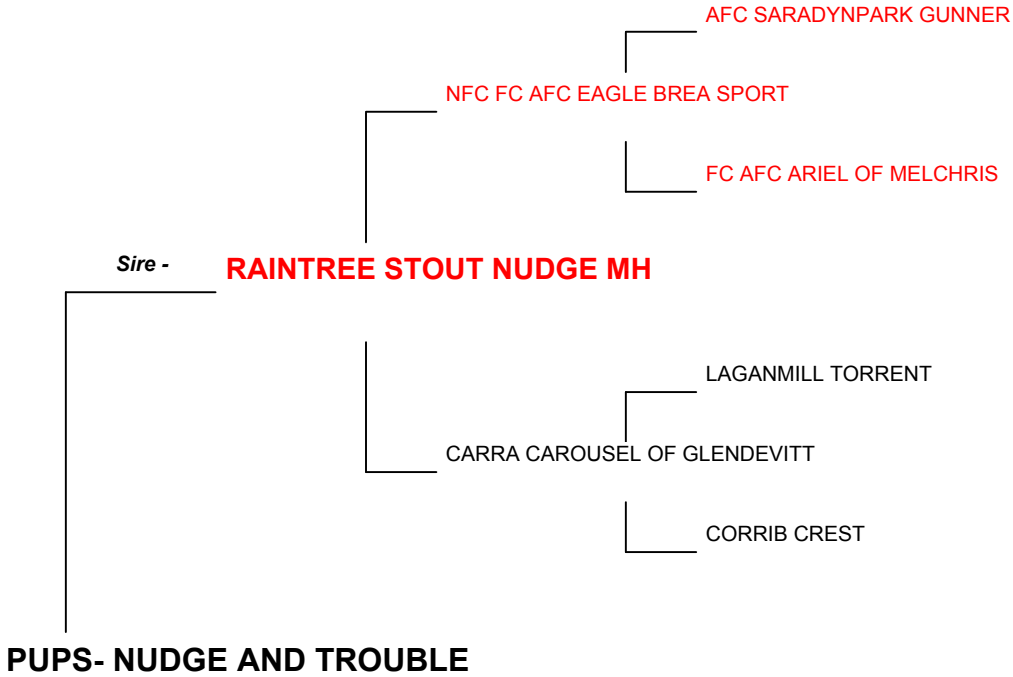 AFC SARADYNPARK GUNNER
NFC FC AFC EAGLE BREA SPORT
FC AFC ARIEL OF MELCHRIS
Sire - RAINTREE STOUT NUDGE MH
LAGANMILL TORRENT
CARRA CAROUSEL OF GLENDEVITT
CORRIB CREST
PUPS- NUDGE AND TROUBLE